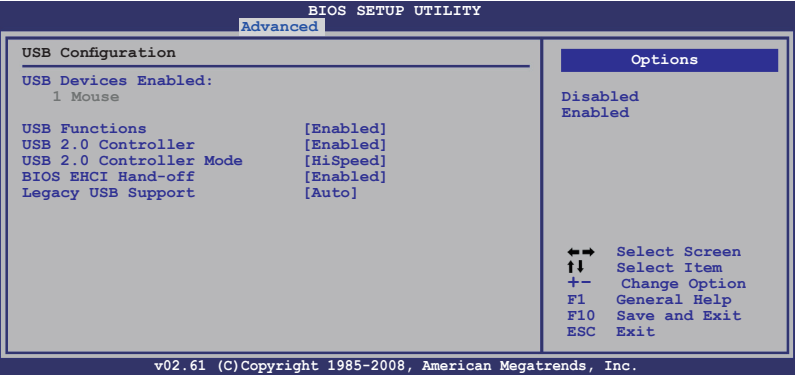 BIOS SETUP UTILITY
Advanced
USB Configuration
USB Devices Enabled:
1 Mouse
USB Functions [Enabled]
USB 2.0 Controller [Enabled]
USB 2.0 Controller Mode [HiSpeed]
BIOS EHCI Hand-off [Enabled]
Legacy USB Support [Auto]
Options
Disabled
Enabled
←→ Select Screen
↑↓ Select Item
+- Change Option
F1 General Help
F10 Save and Exit
ESC Exit
v02.61 (C)Copyright 1985-2008, American Megatrends, Inc.